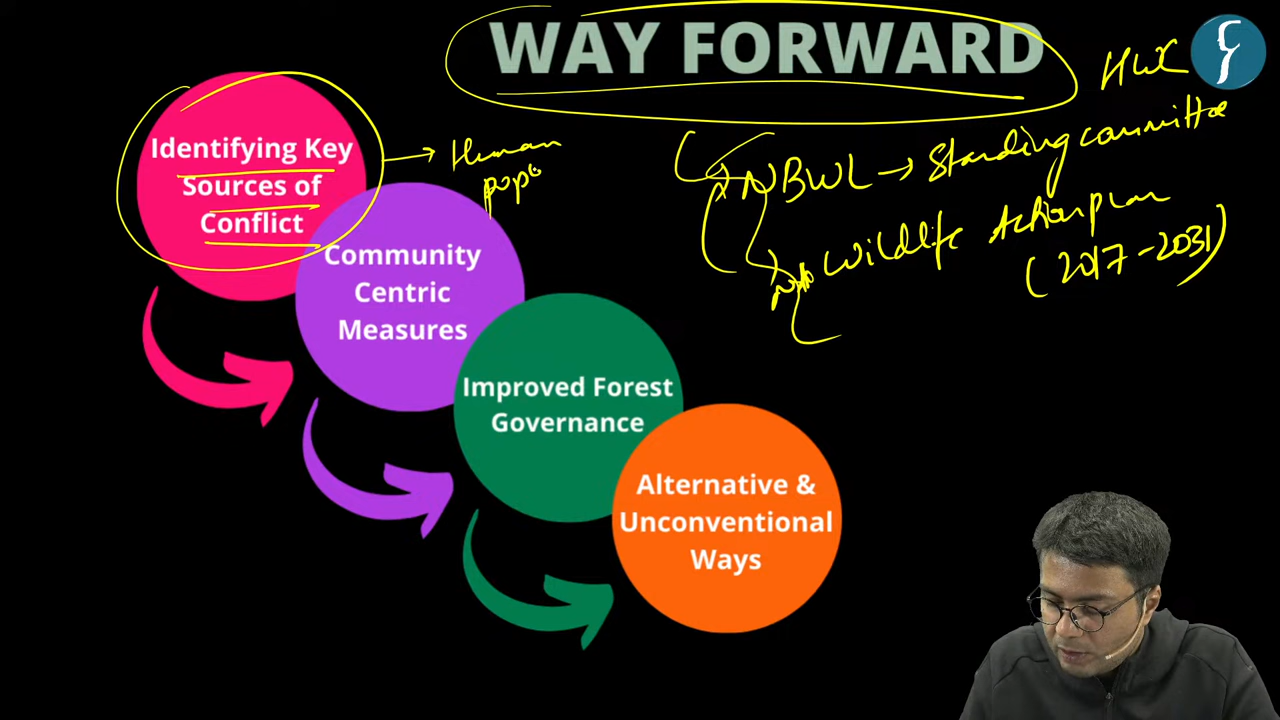 WAY FORWARD
HWC
Identifying Key
Sources of
Conflict
Human
popn
NBWL → Standing committee
Wildlife Action plan
(2017-2031)
Community
Centric
Measures
Improved Forest
Governance
Alternative &
Unconventional
Ways